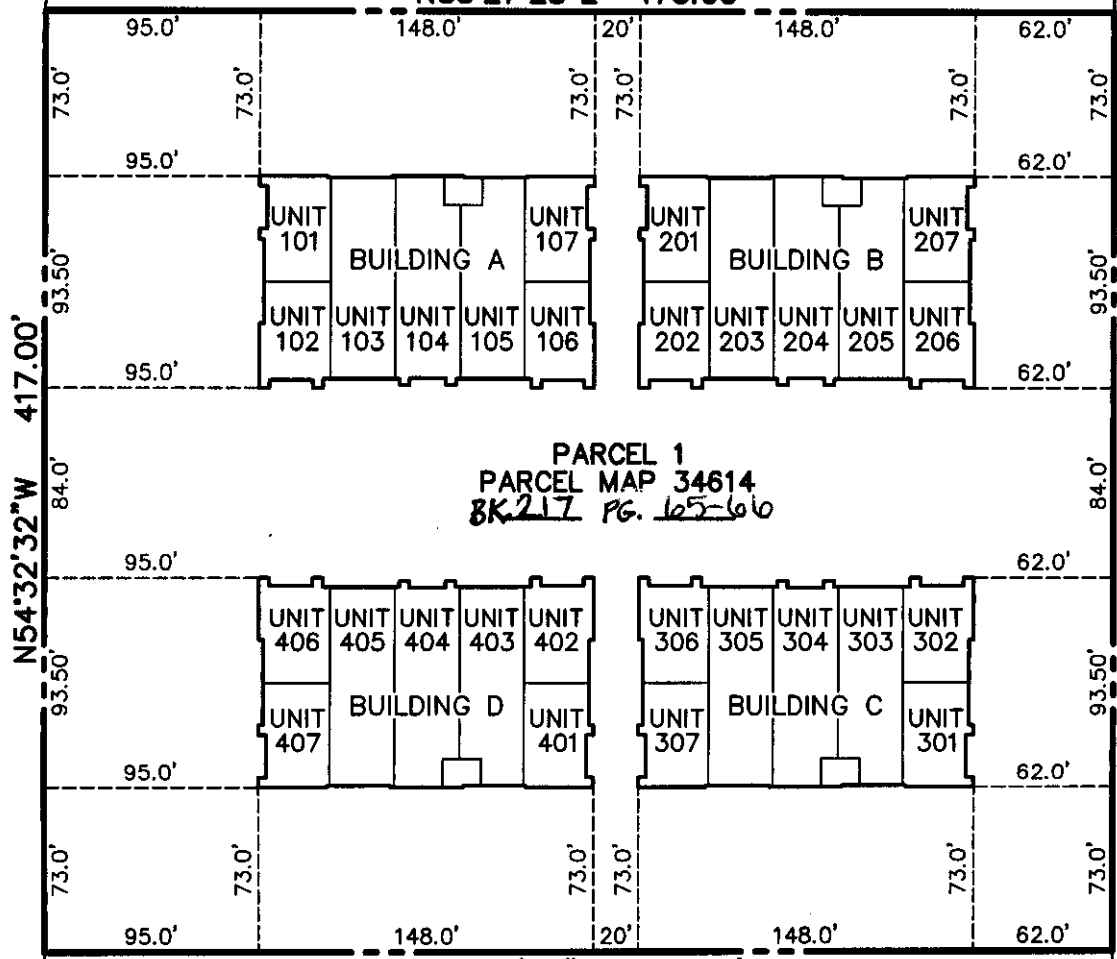 95.0' 148.0' 20' 148.0' 62.0'
73.0' 73.0' 73.0' 73.0' 73.0' 73.0'
95.0' 62.0'
UNIT 101
UNIT 107
UNIT 201
UNIT 207
BUILDING A
BUILDING B
93.50' 93.50'
UNIT 102
UNIT 103
UNIT 104
UNIT 105
UNIT 106
UNIT 202
UNIT 203
UNIT 204
UNIT 205
UNIT 206
95.0' 62.0'
N54°32'32"W 417.00'
84.0' 84.0'
PARCEL 1
PARCEL MAP 34614
BK 217 PG. 65-66
95.0' 62.0'
UNIT 406
UNIT 405
UNIT 404
UNIT 403
UNIT 402
UNIT 306
UNIT 305
UNIT 304
UNIT 303
UNIT 302
93.50' 93.50'
BUILDING D
BUILDING C
UNIT 407
UNIT 401
UNIT 307
UNIT 301
95.0' 62.0'
73.0' 73.0' 73.0' 73.0' 73.0' 73.0'
95.0' 148.0' 20' 148.0' 62.0'